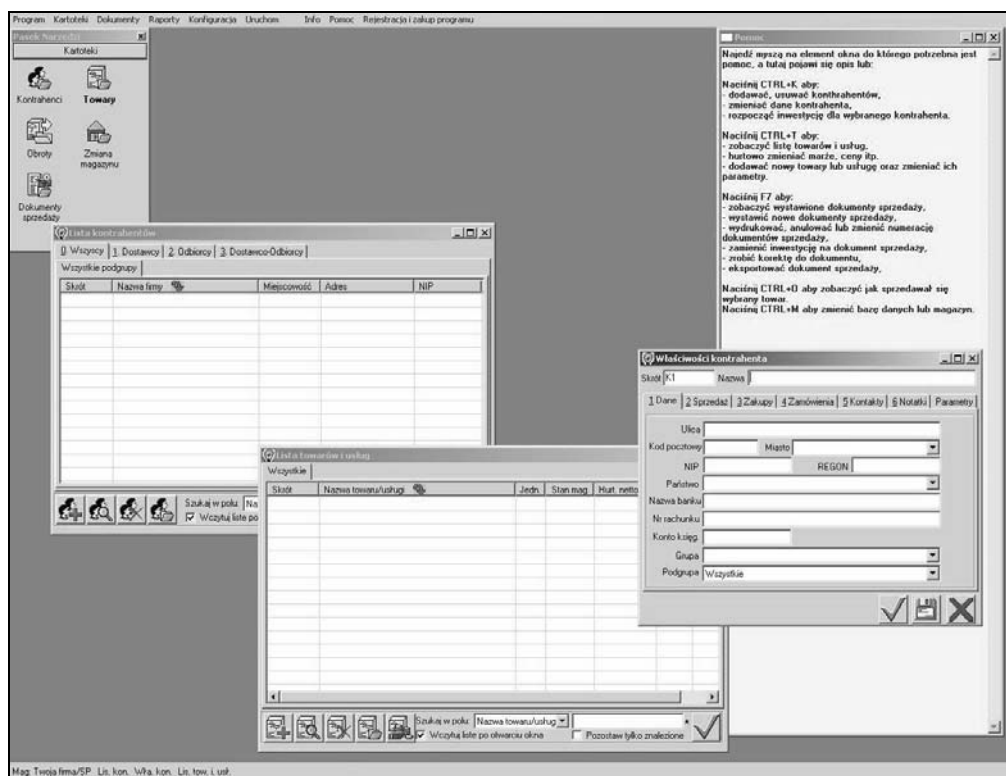 Program Kartoteki Dokumenty Raporty Konfiguracja Uruchom Info Pomoc Rejestracja i zakup programu
Pasek Narzędzi
Kartoteki
Kontrahenci Towary
Obroty Zmiana magazynu
Dokumenty sprzedaży
Pomoc
Najedź myszą na element okna do którego potrzebna jest
pomoc, a tutaj pojawi się opis lub:
Naciśnij CTRL+K aby:
- dodawać, usuwać konthrahentów,
- zmieniać dane kontrahenta,
- rozpocząć inwestycję dla wybranego kontrahenta.
Naciśnij CTRL+T aby:
- zobaczyć listę towarów i usług,
- hurtowo zmieniać marże, ceny itp.
- dodawać nowy towary lub usługę oraz zmieniać ich
parametry.
Naciśnij F7 aby:
- zobaczyć wystawione dokumenty sprzedaży,
- wystawić nowe dokumenty sprzedaży,
- wydrukować, anulować lub zmienić numerację
dokumentów sprzedaży,
- zamienić inwestycję na dokument sprzedaży,
- zrobić korektę do dokumentu,
- eksportować dokument sprzedaży,
Naciśnij CTRL+O aby zobaczyć jak sprzedawał się
wybrany towar.
Naciśnij CTRL+M aby zmienić bazę danych lub magazyn.
Lista kontrahentów
0. Wszyscy 1. Dostawcy 2. Odbiorcy 3. Dostawco-Odbiorcy
Wszystkie podgrupy
Skrót Nazwa firmy Miejscowość Adres NIP
Szukaj w polu: Na
Wczytuj liste po
Lista towarów i usług
Wszystkie
Skrót Nazwa towaru/usługi Jedn. Stan mag. Hurt. netto
Szukaj w polu: Nazwa towaru/usług *
Wczytuj liste po otwarciu okna Pozostaw tylko znalezione
Właściwości kontrahenta
Skrót K1 Nazwa
1 Dane 2 Sprzedaż 3 Zakupy 4 Zamówienia 5 Kontakty 6 Notatki Parametry
Ulica
Kod pocztowy Miasto
NIP REGON
Państwo
Nazwa banku
Nr rachunku
Konto księg.
Grupa
Podgrupa Wszystkie
Mag: Twoja firma/SP Lis. kon. Wła. kon. Lis. tow. i. usł.